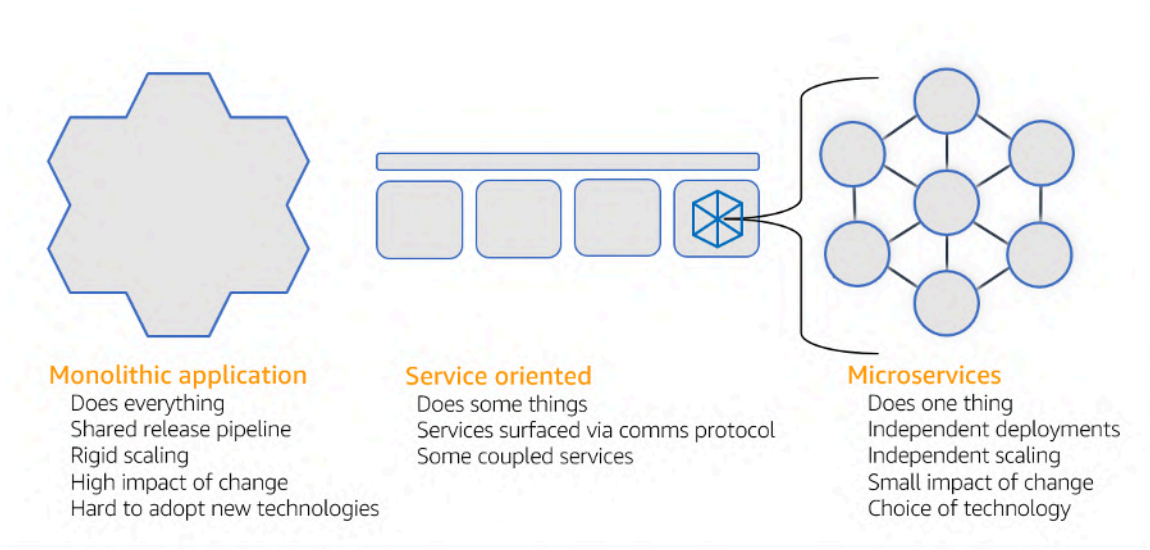 Monolithic application
Does everything
Shared release pipeline
Rigid scaling
High impact of change
Hard to adopt new technologies
Service oriented
Does some things
Services surfaced via comms protocol
Some coupled services
Microservices
Does one thing
Independent deployments
Independent scaling
Small impact of change
Choice of technology